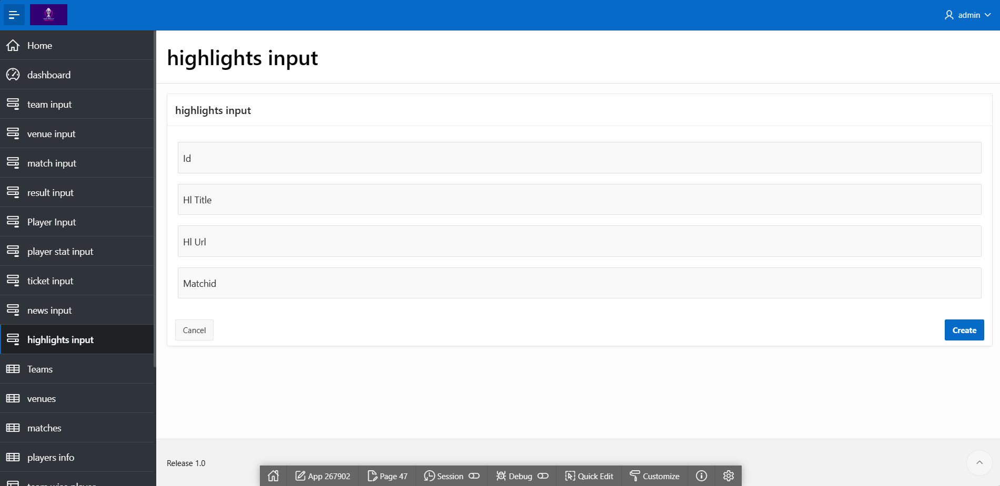 admin
Home
dashboard
team input
venue input
match input
result input
Player Input
player stat input
ticket input
news input
highlights input
Teams
venues
matches
players info
highlights input
highlights input
Id
Hl Title
Hl Url
Matchid
Cancel
Create
Release 1.0
App 267902
Page 47
Session
Debug
Quick Edit
Customize